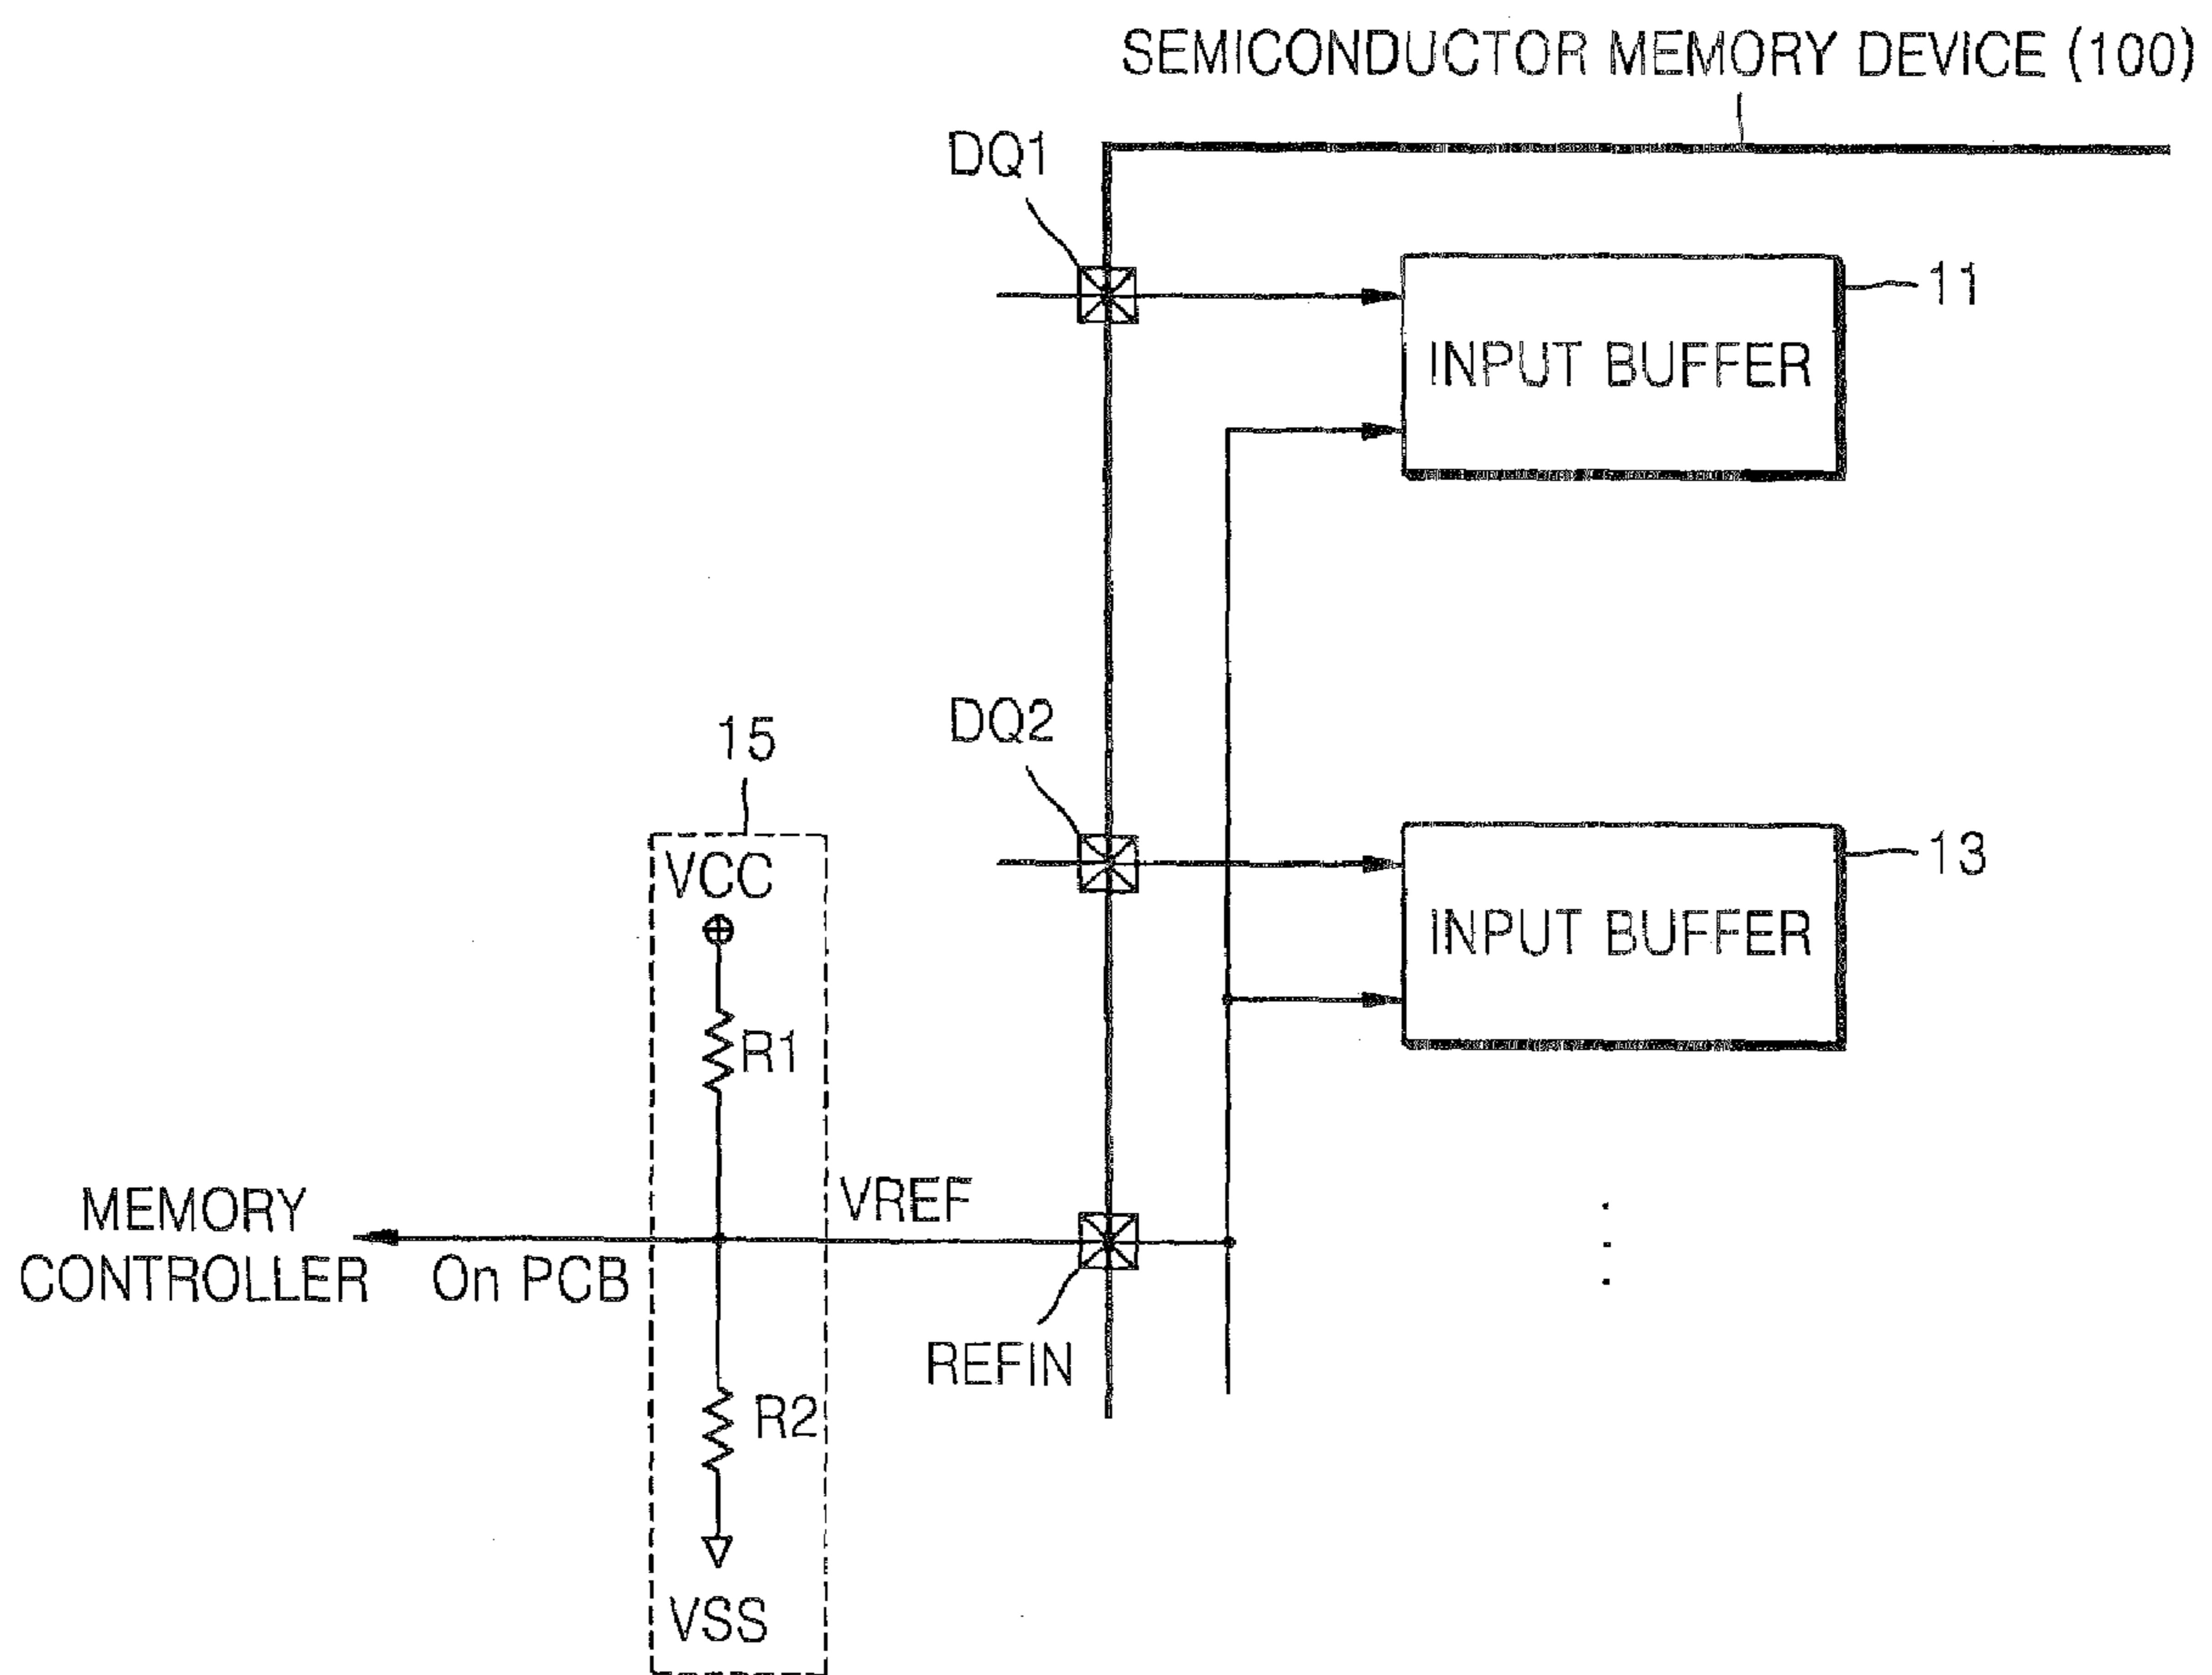 SEMICONDUCTOR MEMORY DEVICE (100)
DQ1
11
INPUT BUFFER
DQ2
15
13
VCC
INPUT BUFFER
R1
MEMORY
CONTROLLER
On PCB
VREF
REFIN
R2
VSS